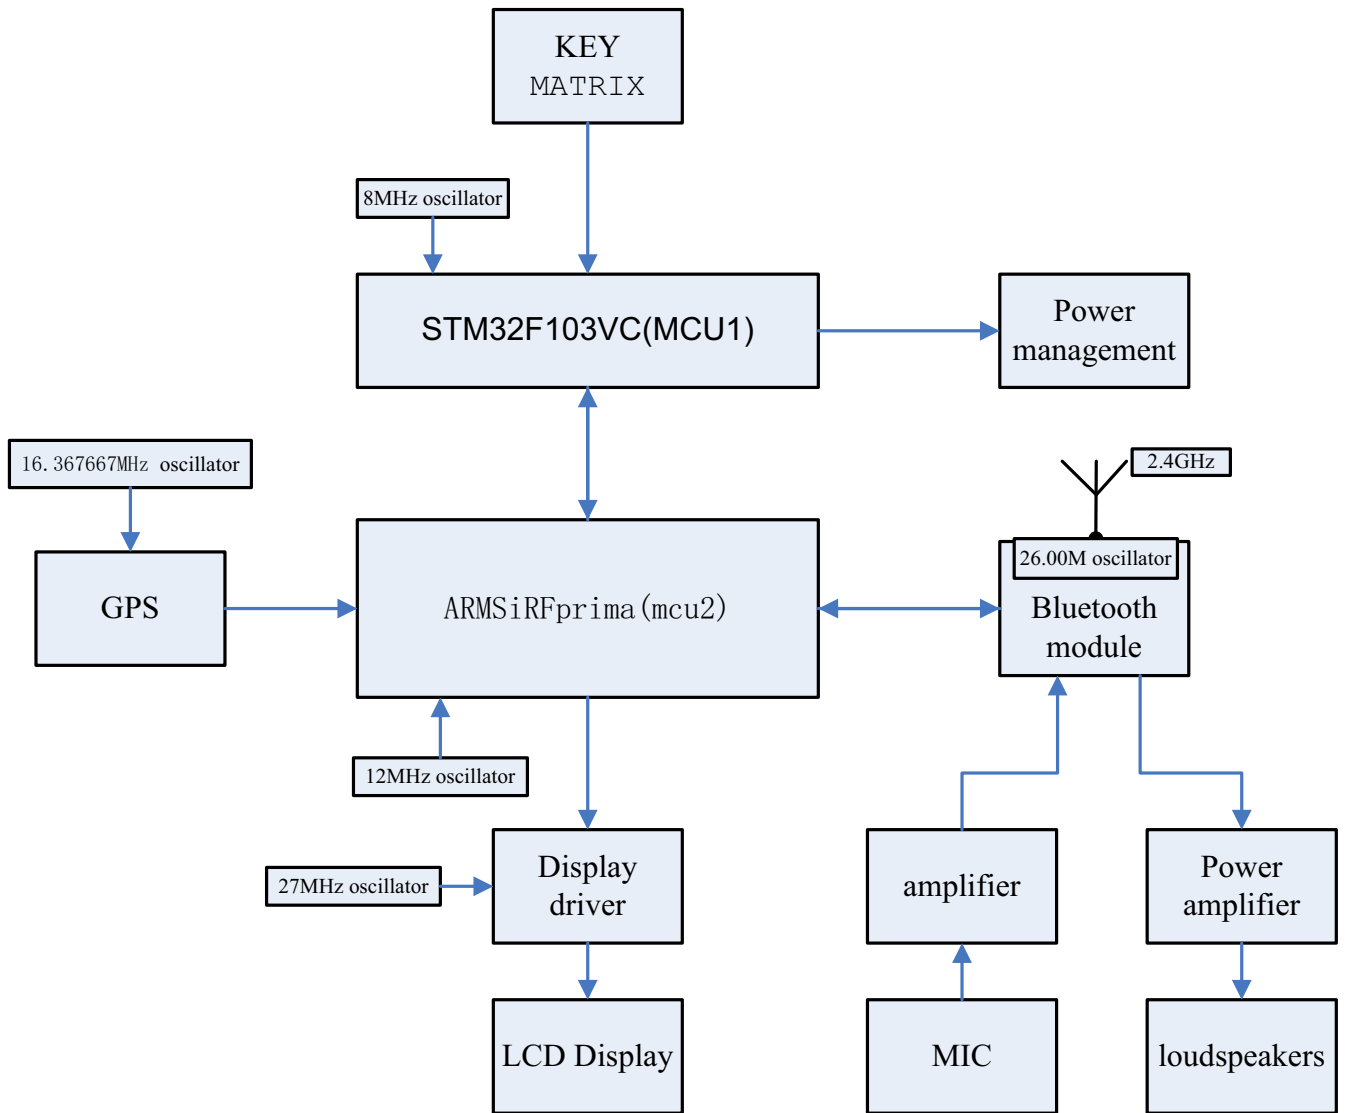 KEY
MATRIX
8MHz oscillator
STM32F103VC(MCU1)
Power
management
16.367667MHz oscillator
2.4GHz
26.00M oscillator
GPS
ARMSiRFprima(mcu2)
Bluetooth
module
12MHz oscillator
27MHz oscillator
Display
driver
amplifier
Power
amplifier
LCD Display
MIC
loudspeakers